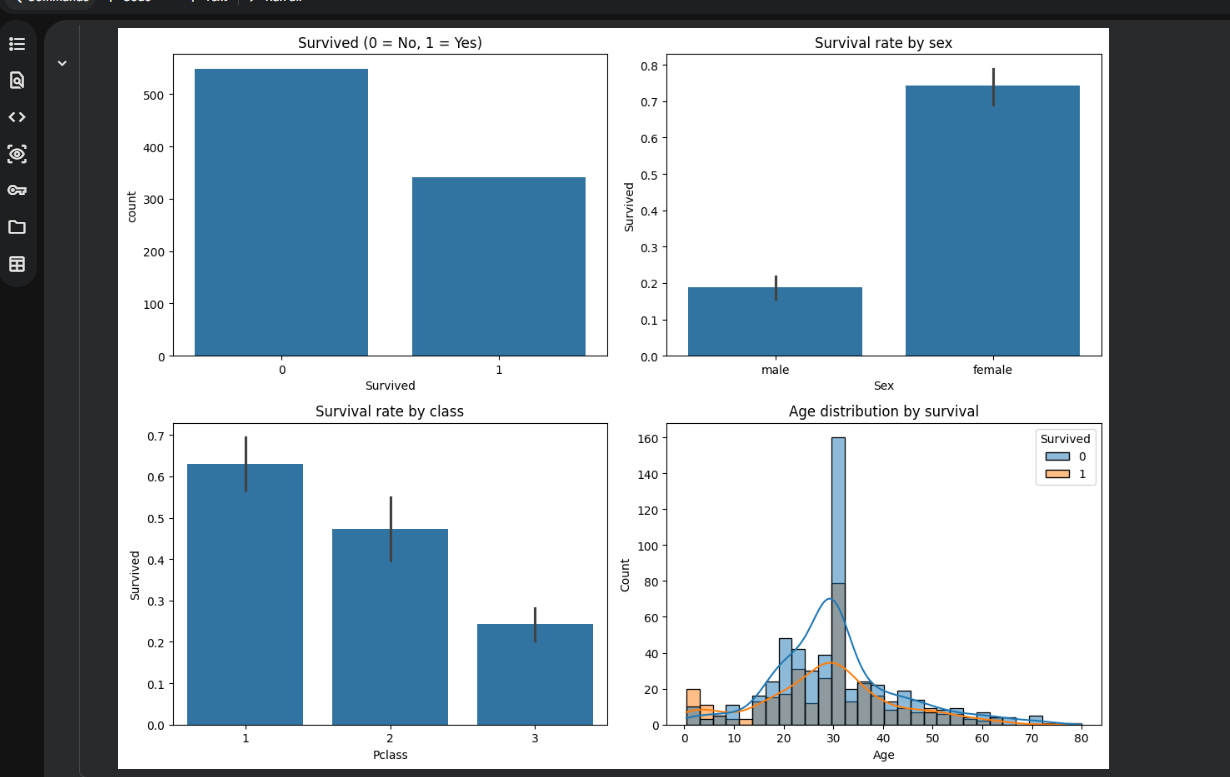 Survived (0 = No, 1 = Yes)
500
400
300
200
100
0
count
0 1
Survived
Survival rate by sex
0.8
0.7
0.6
0.5
0.4
0.3
0.2
0.1
0.0
Survived
male female
Sex
Survival rate by class
0.7
0.6
0.5
0.4
0.3
0.2
0.1
0.0
Survived
1 2 3
Pclass
Age distribution by survival
160
140
120
100
80
60
40
20
0
Count
Survived
0
1
0 10 20 30 40 50 60 70 80
Age